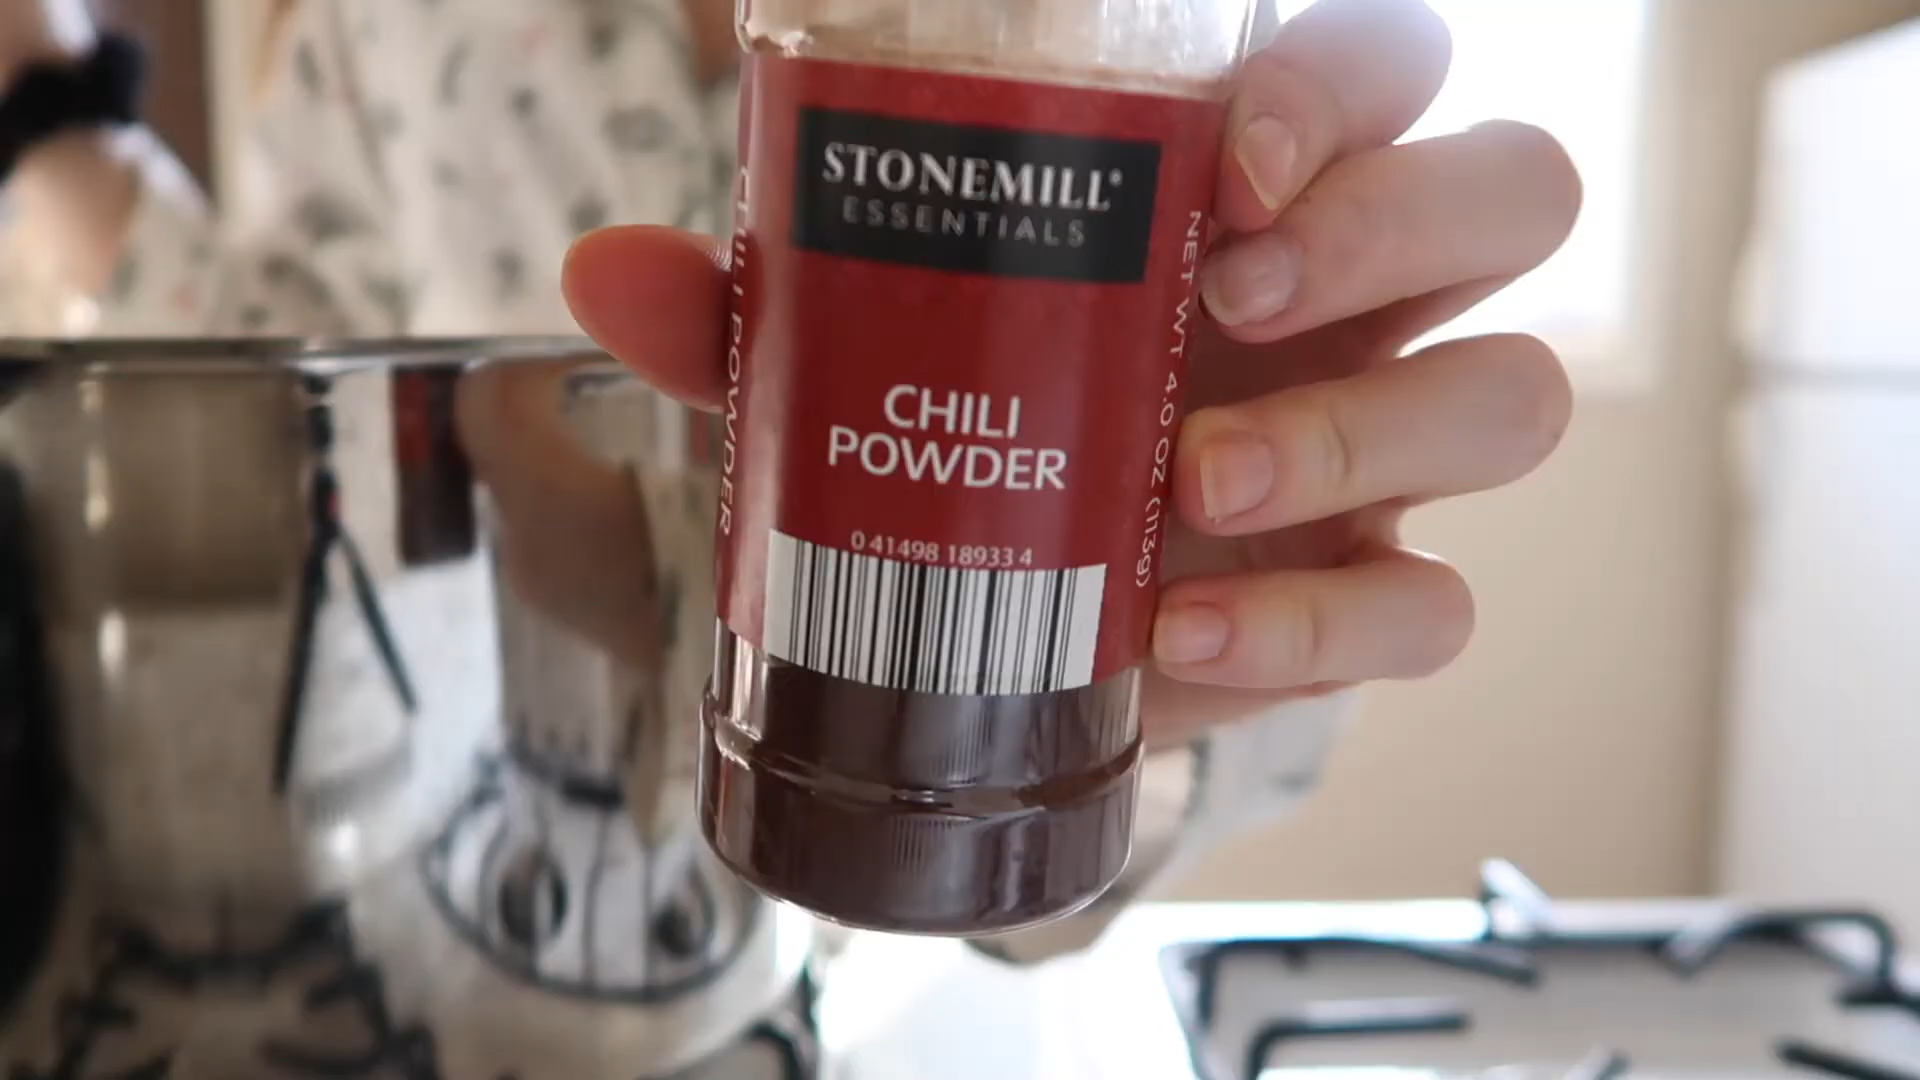 STONEMILL®
ESSENTIALS
CHILI
POWDER
0 41498 18933 4
CHILI POWDER
NET WT 4.0 OZ (113g)